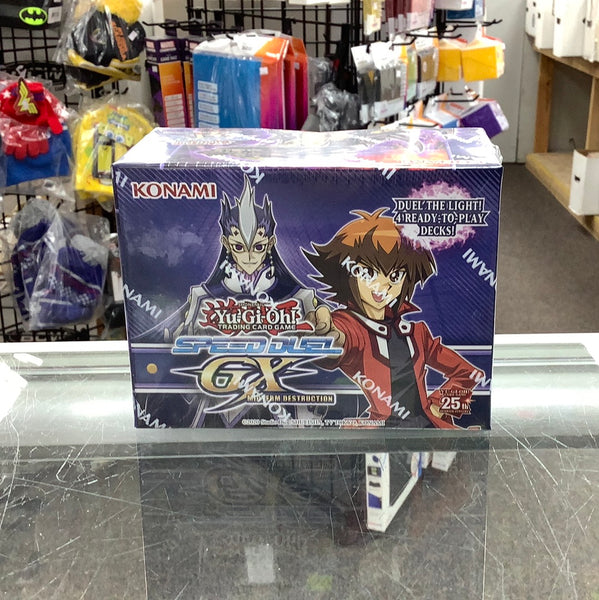 KONAMI
DUEL THE LIGHT!
4 READY-TO-PLAY
DECKS!
KONAMI
KONAMI
KONAMI
KONAMI
Yu-Gi-Oh!
TRADING CARD GAME
SPEED DUEL
GX
MIDTERM DESTRUCTION
25th